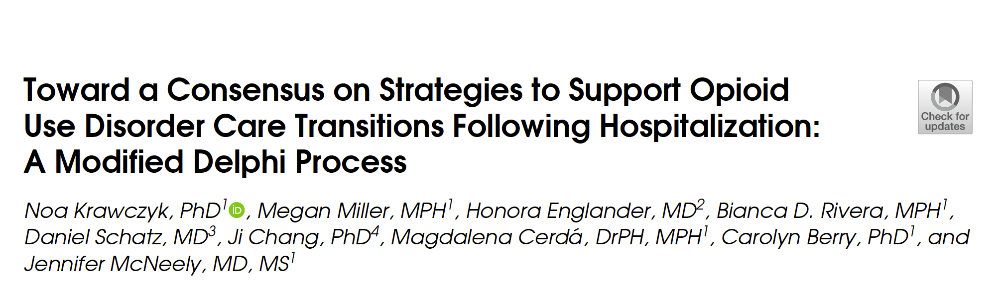 Toward a Consensus on Strategies to Support Opioid
Use Disorder Care Transitions Following Hospitalization:
A Modified Delphi Process
Check for
updates
Noa Krawczyk, PhD1 iD, Megan Miller, MPH1, Honora Englander, MD2, Bianca D. Rivera, MPH1,
Daniel Schatz, MD3, Ji Chang, PhD4, Magdalena Cerdá, DrPH, MPH1, Carolyn Berry, PhD1, and
Jennifer McNeely, MD, MS1